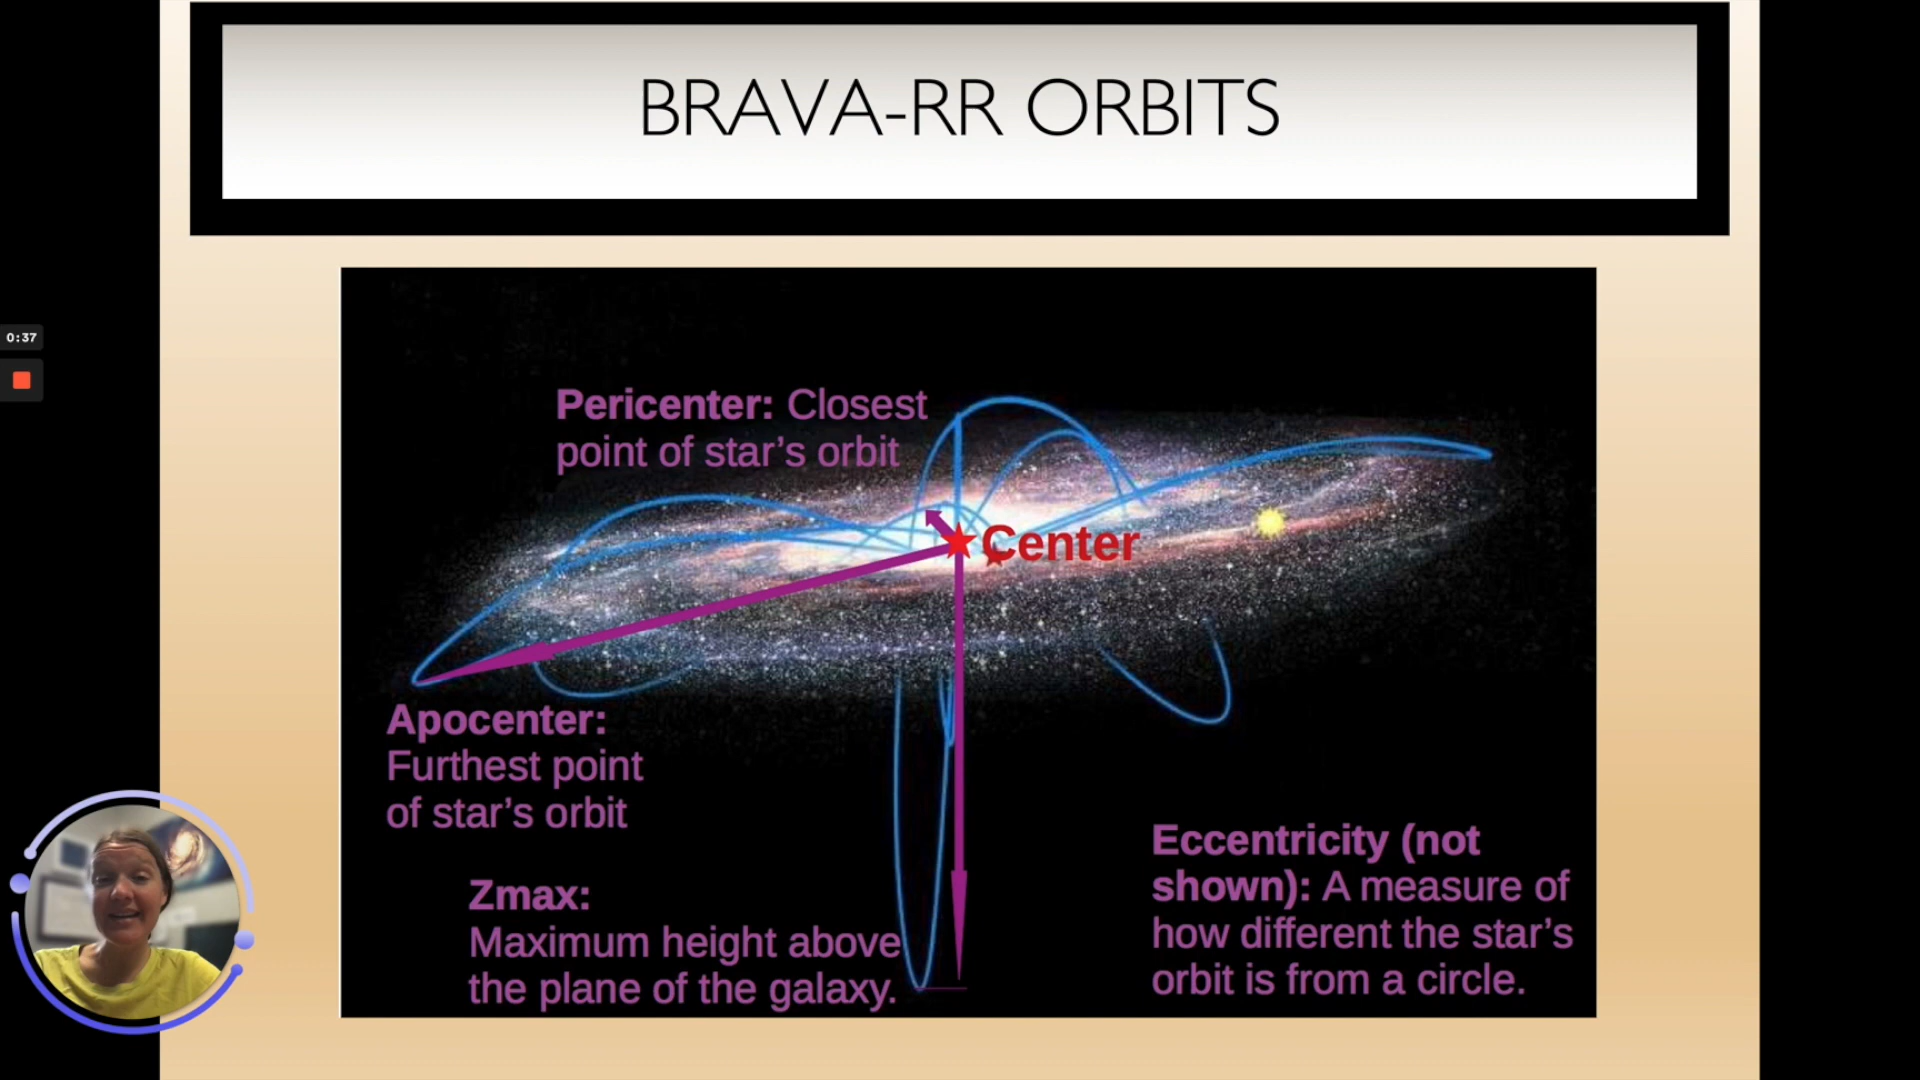 BRAVA-RR ORBITS
0:37
Pericenter: Closest
point of star's orbit
Center
Apocenter:
Furthest point
of star's orbit
Zmax:
Maximum height above
the plane of the galaxy.
Eccentricity (not
shown): A measure of
how different the star's
orbit is from a circle.